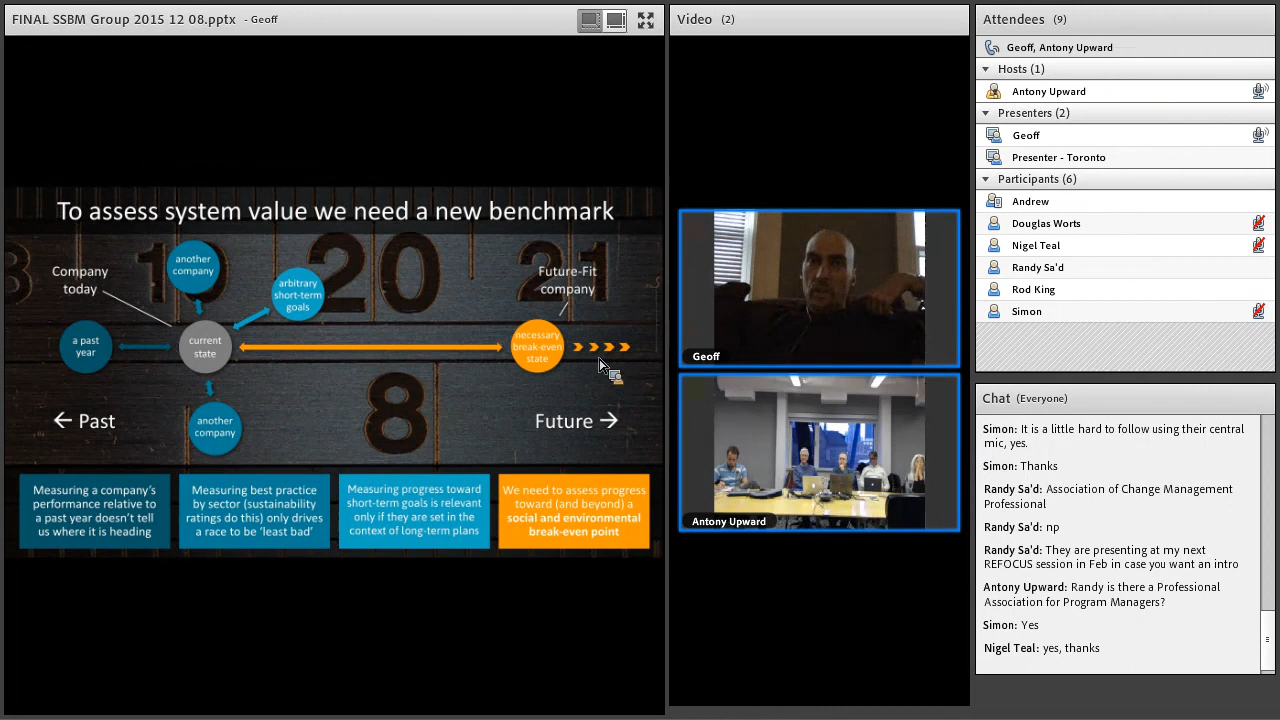 FINAL SSBM Group 2015 12 08.pptx - Geoff
To assess system value we need a new benchmark
19
20
21
8
Company
today
another
company
arbitrary
short-term
goals
Future-Fit
company
a past
year
current
state
necessary
break-even
state
another
company
← Past
Future →
Measuring a company's
performance relative to
a past year doesn't tell
us where it is heading
Measuring best practice
by sector (sustainability
ratings do this) only drives
a race to be 'least bad'
Measuring progress toward
short-term goals is relevant
only if they are set in the
context of long-term plans
We need to assess progress
toward (and beyond) a
social and environmental
break-even point
Video (2)
Geoff
Antony Upward
Attendees (9)
Geoff, Antony Upward
Hosts (1)
Antony Upward
Presenters (2)
Geoff
Presenter - Toronto
Participants (6)
Andrew
Douglas Worts
Nigel Teal
Randy Sa'd
Rod King
Simon
Chat (Everyone)
Simon: It is a little hard to follow using their central
mic, yes.
Simon: Thanks
Randy Sa'd: Association of Change Management
Professional
Randy Sa'd: np
Randy Sa'd: They are presenting at my next
REFOCUS session in Feb in case you want an intro
Antony Upward: Randy is there a Professional
Association for Program Managers?
Simon: Yes
Nigel Teal: yes, thanks